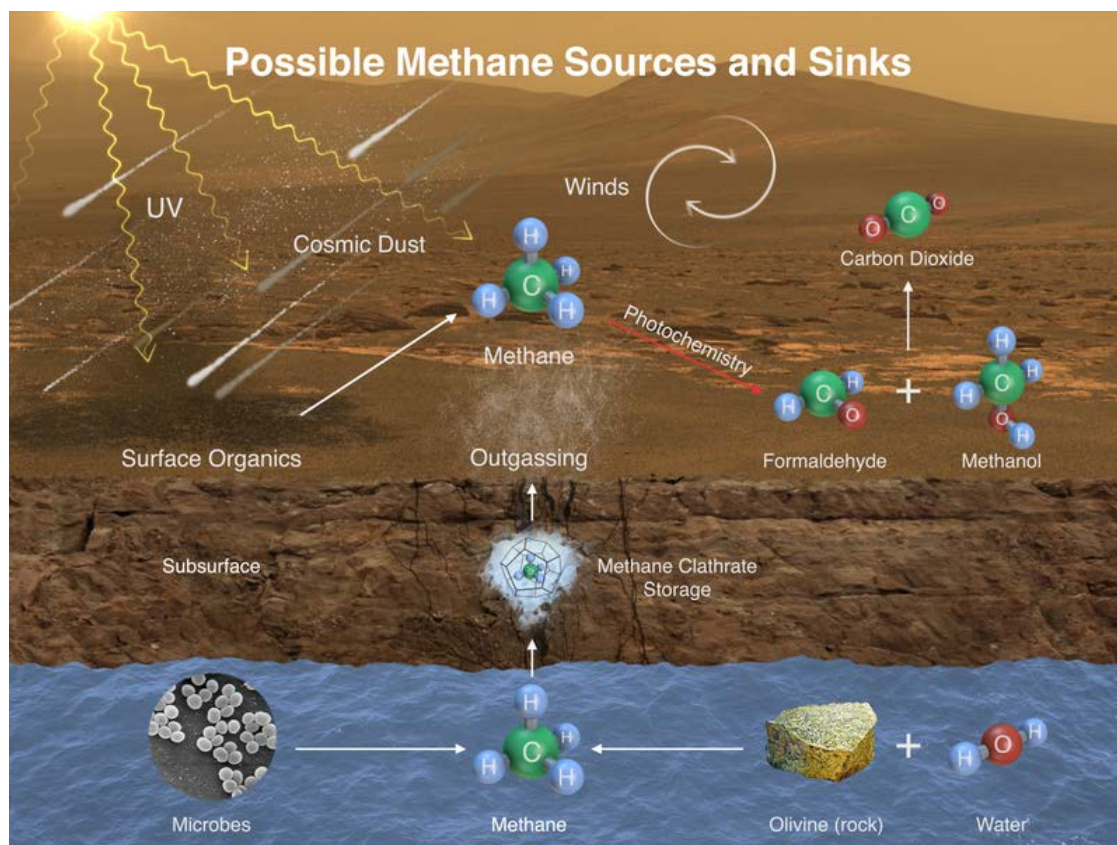 Possible Methane Sources and Sinks
UV
Cosmic Dust
Winds
H
H
H
H
C
Methane
O
C
O
Carbon Dioxide
Photochemistry
H
C
H
O
Formaldehyde
+
H
C
H
H
O
H
Methanol
Surface Organics
Outgassing
Subsurface
Methane Clathrate
Storage
Microbes
H
C
H
H
H
Methane
Olivine (rock)
+
H
O
H
Water